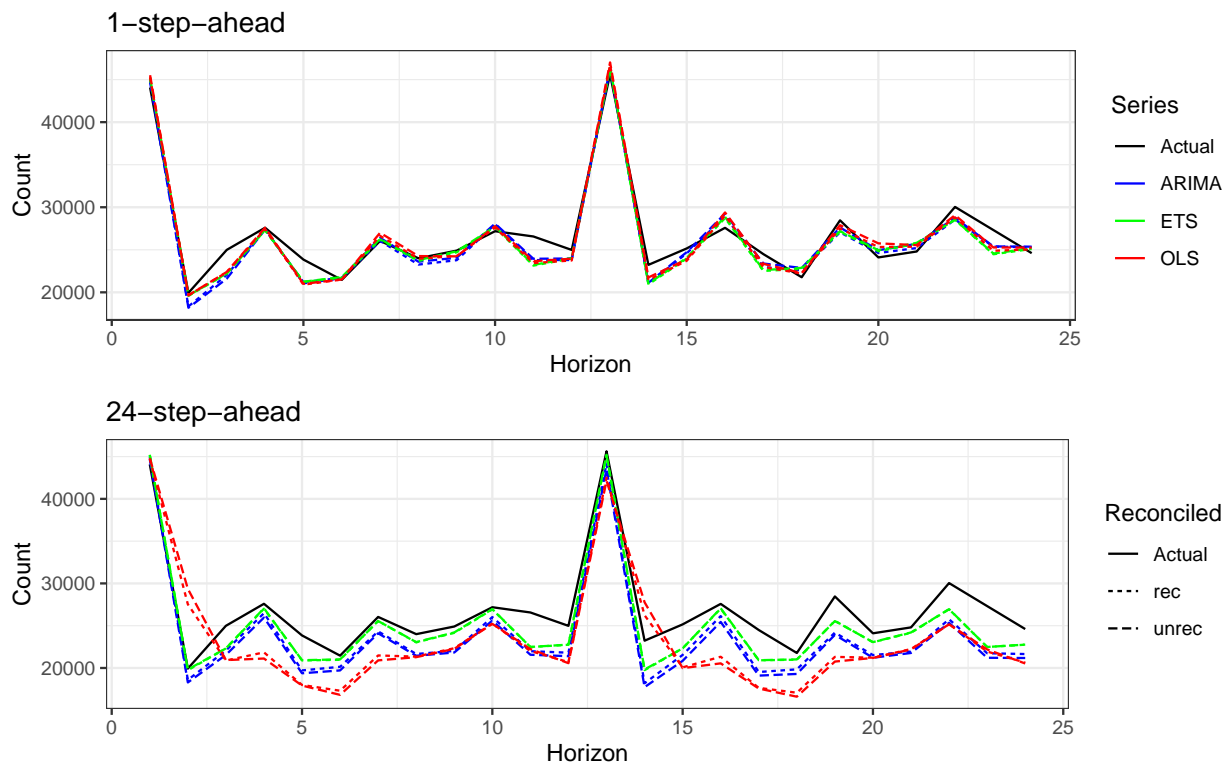 1−step−ahead
40000
30000
20000
Count
0
5
10
15
20
25
Horizon
Series
Actual
ARIMA
ETS
OLS
24−step−ahead
40000
30000
20000
Count
0
5
10
15
20
25
Horizon
Reconciled
Actual
rec
unrec